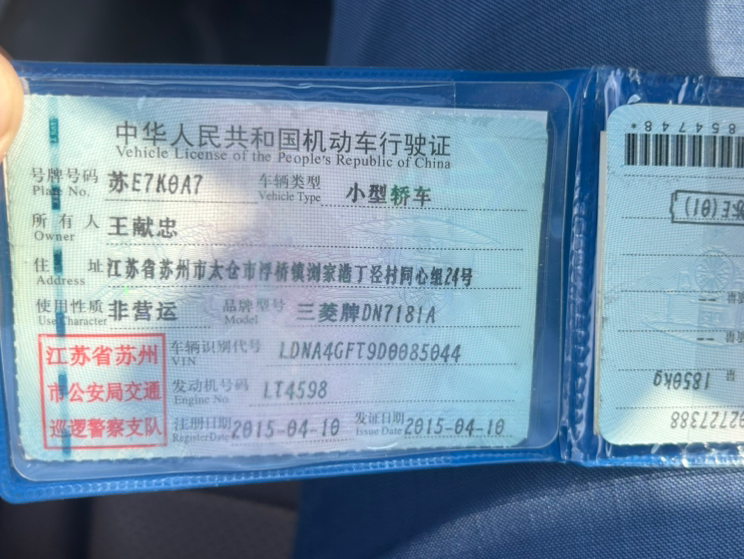 中华人民共和国机动车行驶证
Vehicle License of the People's Republic of China
号牌号码 苏E7K0A7 车辆类型 小型轿车
Plate No. Vehicle Type
所有人 王献忠
Owner
住址 江苏省苏州市太仓市浮桥镇浏家港丁泾村同心组24号
Address
使用性质 非营运 品牌型号 三菱牌DN7181A
Use Character Model
江苏省苏州
市公安局交通
巡逻警察支队
车辆识别代号 LDNA4GFT9D0085044
VIN
发动机号码 LT4598
Engine No.
注册日期 2015-04-10 发证日期 2015-04-10
Register Date Issue Date
854748*
苏E(01)
1850kg
02727388